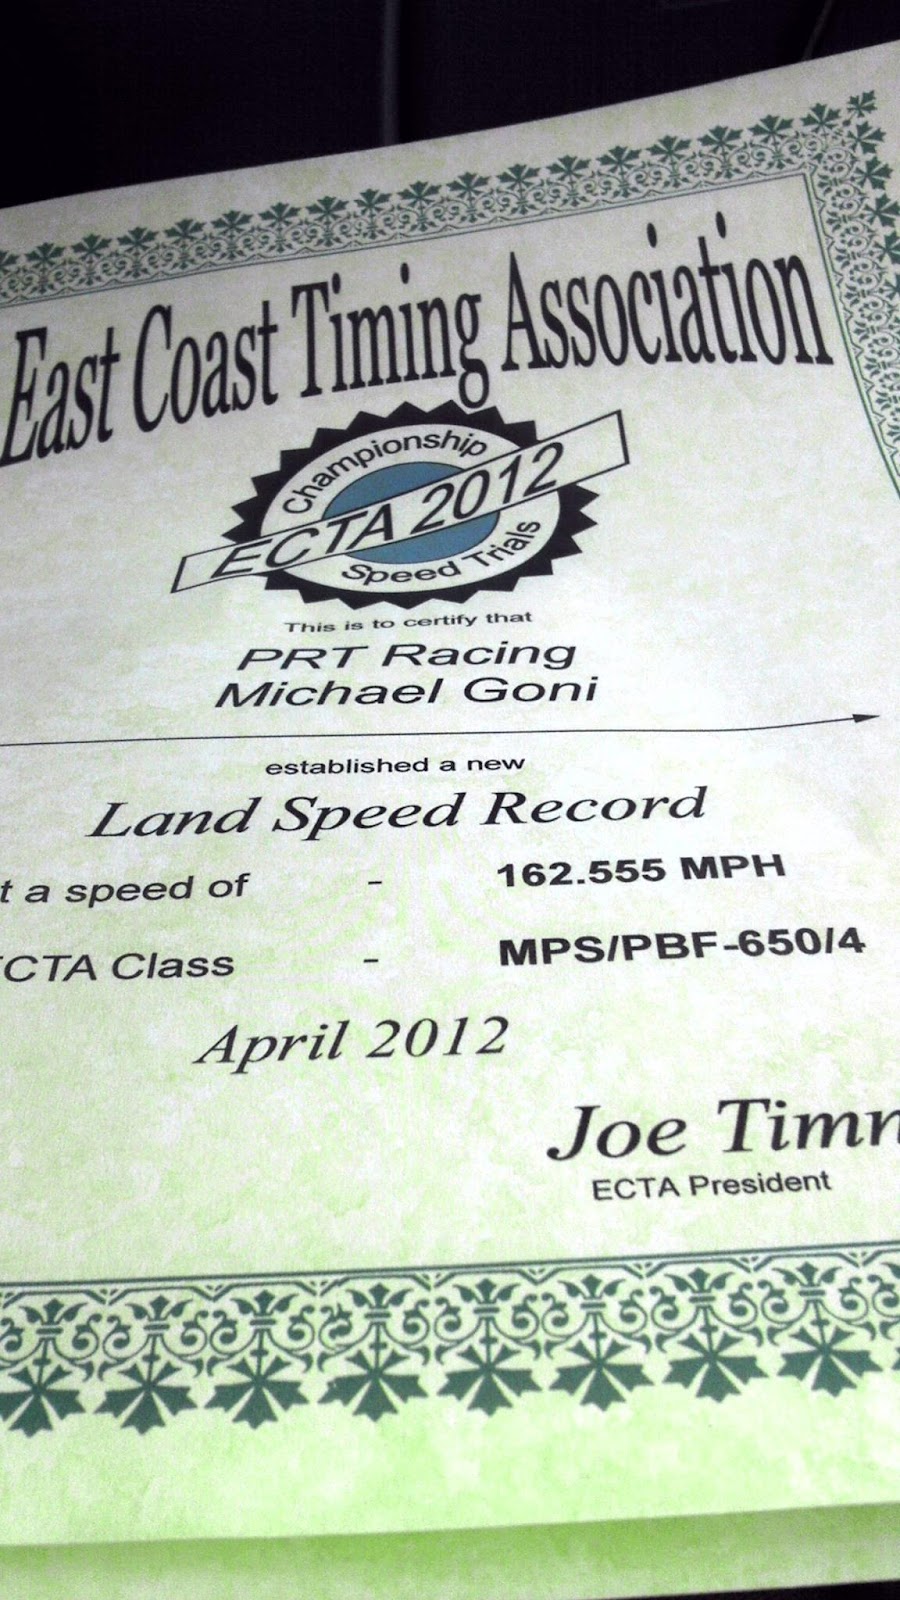 East Coast Timing Association
Championship
ECTA 2012
Speed Trials
This is to certify that
PRT Racing
Michael Goni
established a new
Land Speed Record
t a speed of - 162.555 MPH
CTA Class - MPS/PBF-650/4
April 2012
Joe Timm
ECTA President